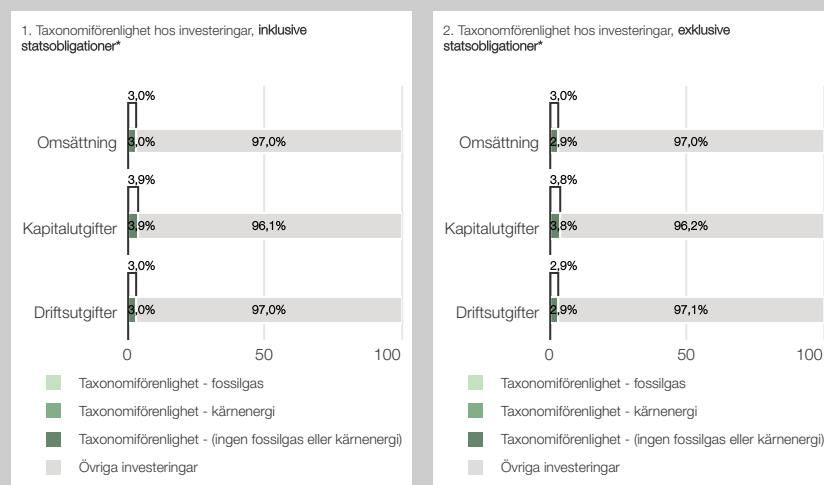 1. Taxonomiförenlighet hos investeringar, inklusive
statsobligationer*
3,0%
Omsättning 3,0% 97,0%
3,9%
Kapitalutgifter 3,9% 96,1%
3,0%
Driftsutgifter 3,0% 97,0%
0 50 100
Taxonomiförenlighet - fossilgas
Taxonomiförenlighet - kärnenergi
Taxonomiförenlighet - (ingen fossilgas eller kärnenergi)
Övriga investeringar
2. Taxonomförenlighet hos investeringar, exklusive
statsobligationer*
3,0%
Omsättning 2,9% 97,0%
3,8%
Kapitalutgifter 3,8% 96,2%
2,9%
Driftsutgifter 2,9% 97,1%
0 50 100
Taxonomiförenlighet - fossilgas
Taxonomiförenlighet - kärnenergi
Taxonomiförenlighet - (ingen fossilgas eller kärnenergi)
Övriga investeringar